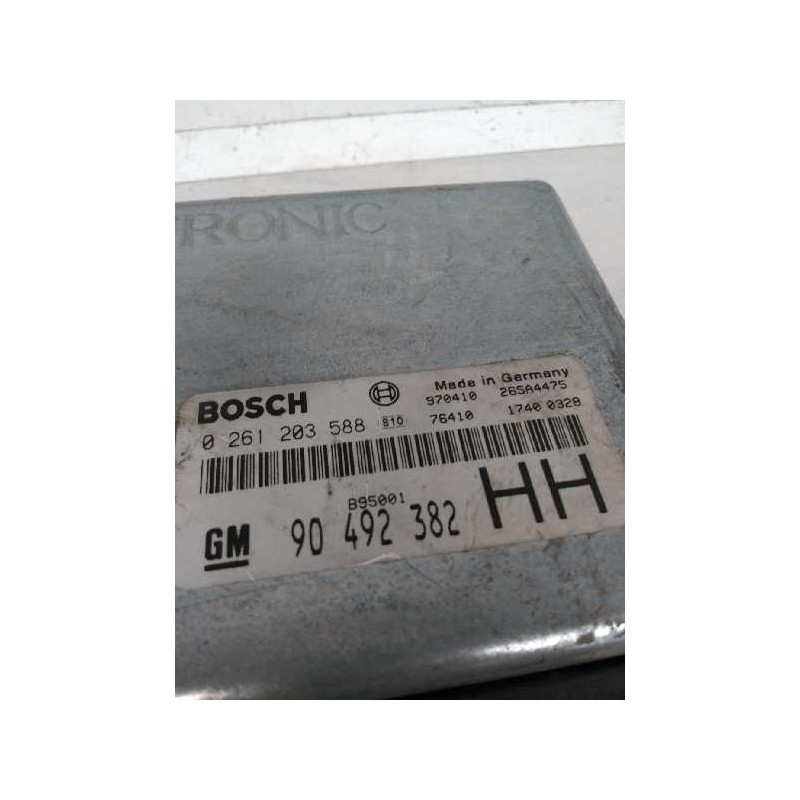 RONIC
BOSCH Made in Germany
970410 26SA4475
0 261 203 588 810 76410 1740 0328
B95001
GM 90 492 382 HH